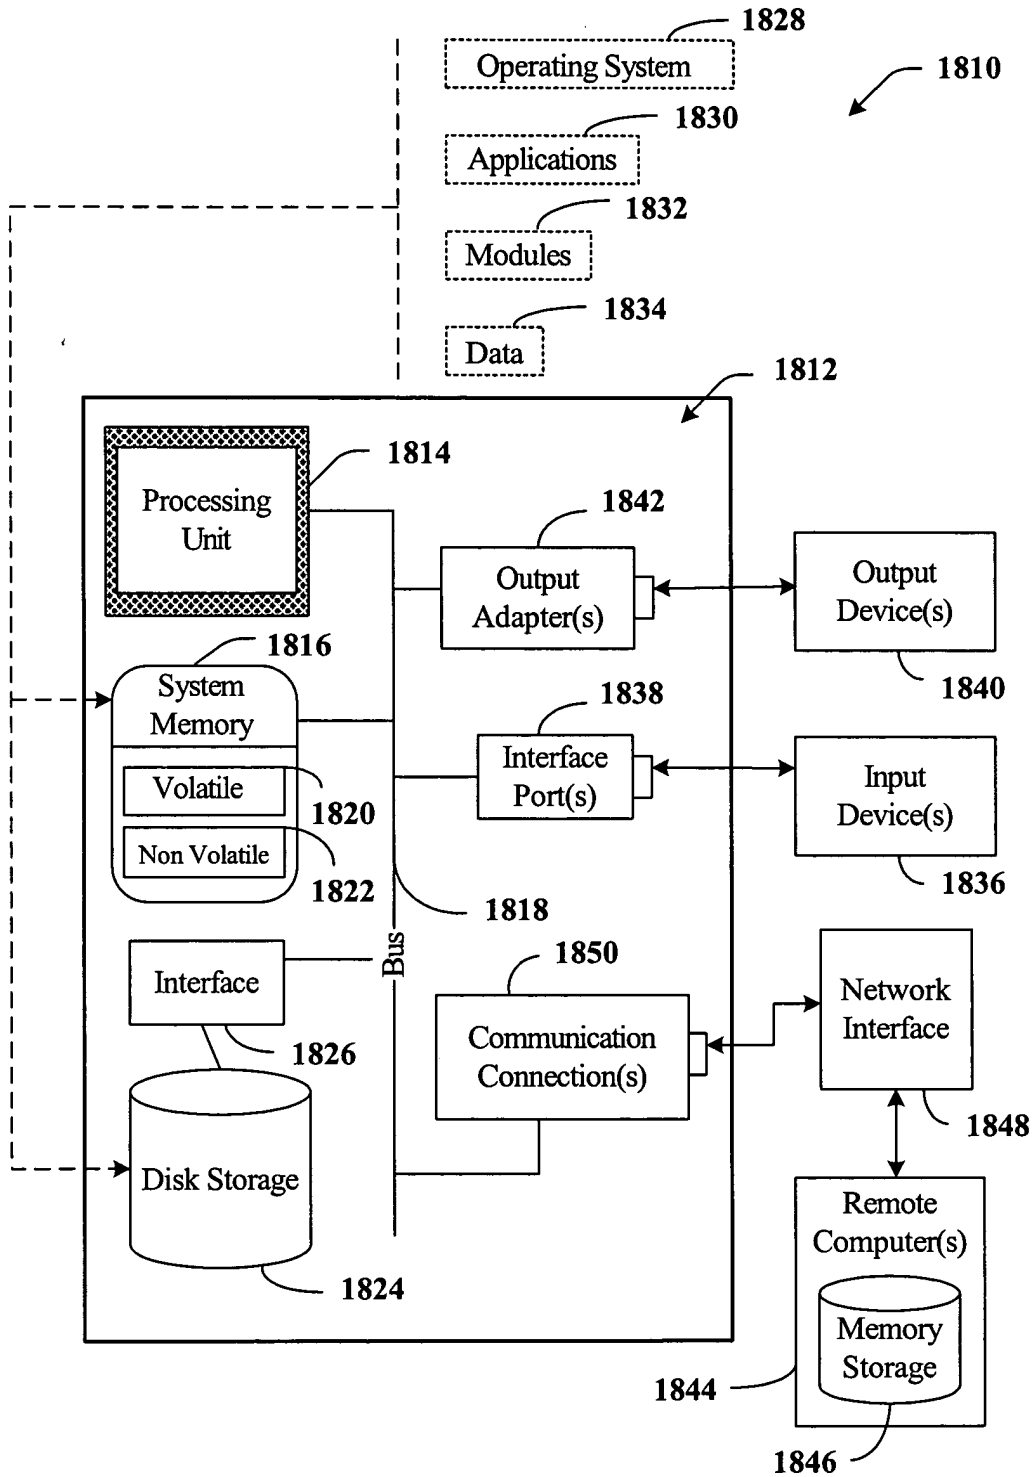 1828
Operating System
1810
1830
Applications
1832
Modules
1834
Data
1812
1814
Processing
Unit
1842
Output
Adapter(s)
Output
Device(s)
1840
1816
System
Memory
1838
Interface
Port(s)
Input
Device(s)
1836
Volatile
1820
Non Volatile
1822
1818
Bus
Interface
1826
1850
Communication
Connection(s)
Network
Interface
1848
Disk Storage
1824
Remote
Computer(s)
Memory
Storage
1844
1846